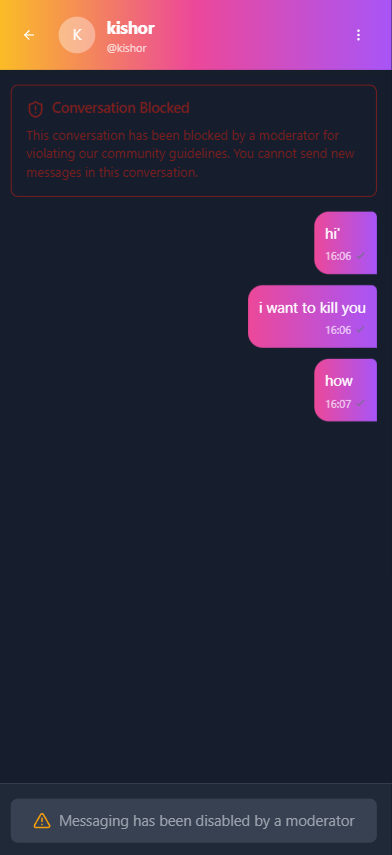 K
kishor
@kishor
Conversation Blocked
This conversation has been blocked by a moderator for
violating our community guidelines. You cannot send new
messages in this conversation.
hi'
16:06 ✓
i want to kill you
16:06 ✓
how
16:07 ✓
Messaging has been disabled by a moderator